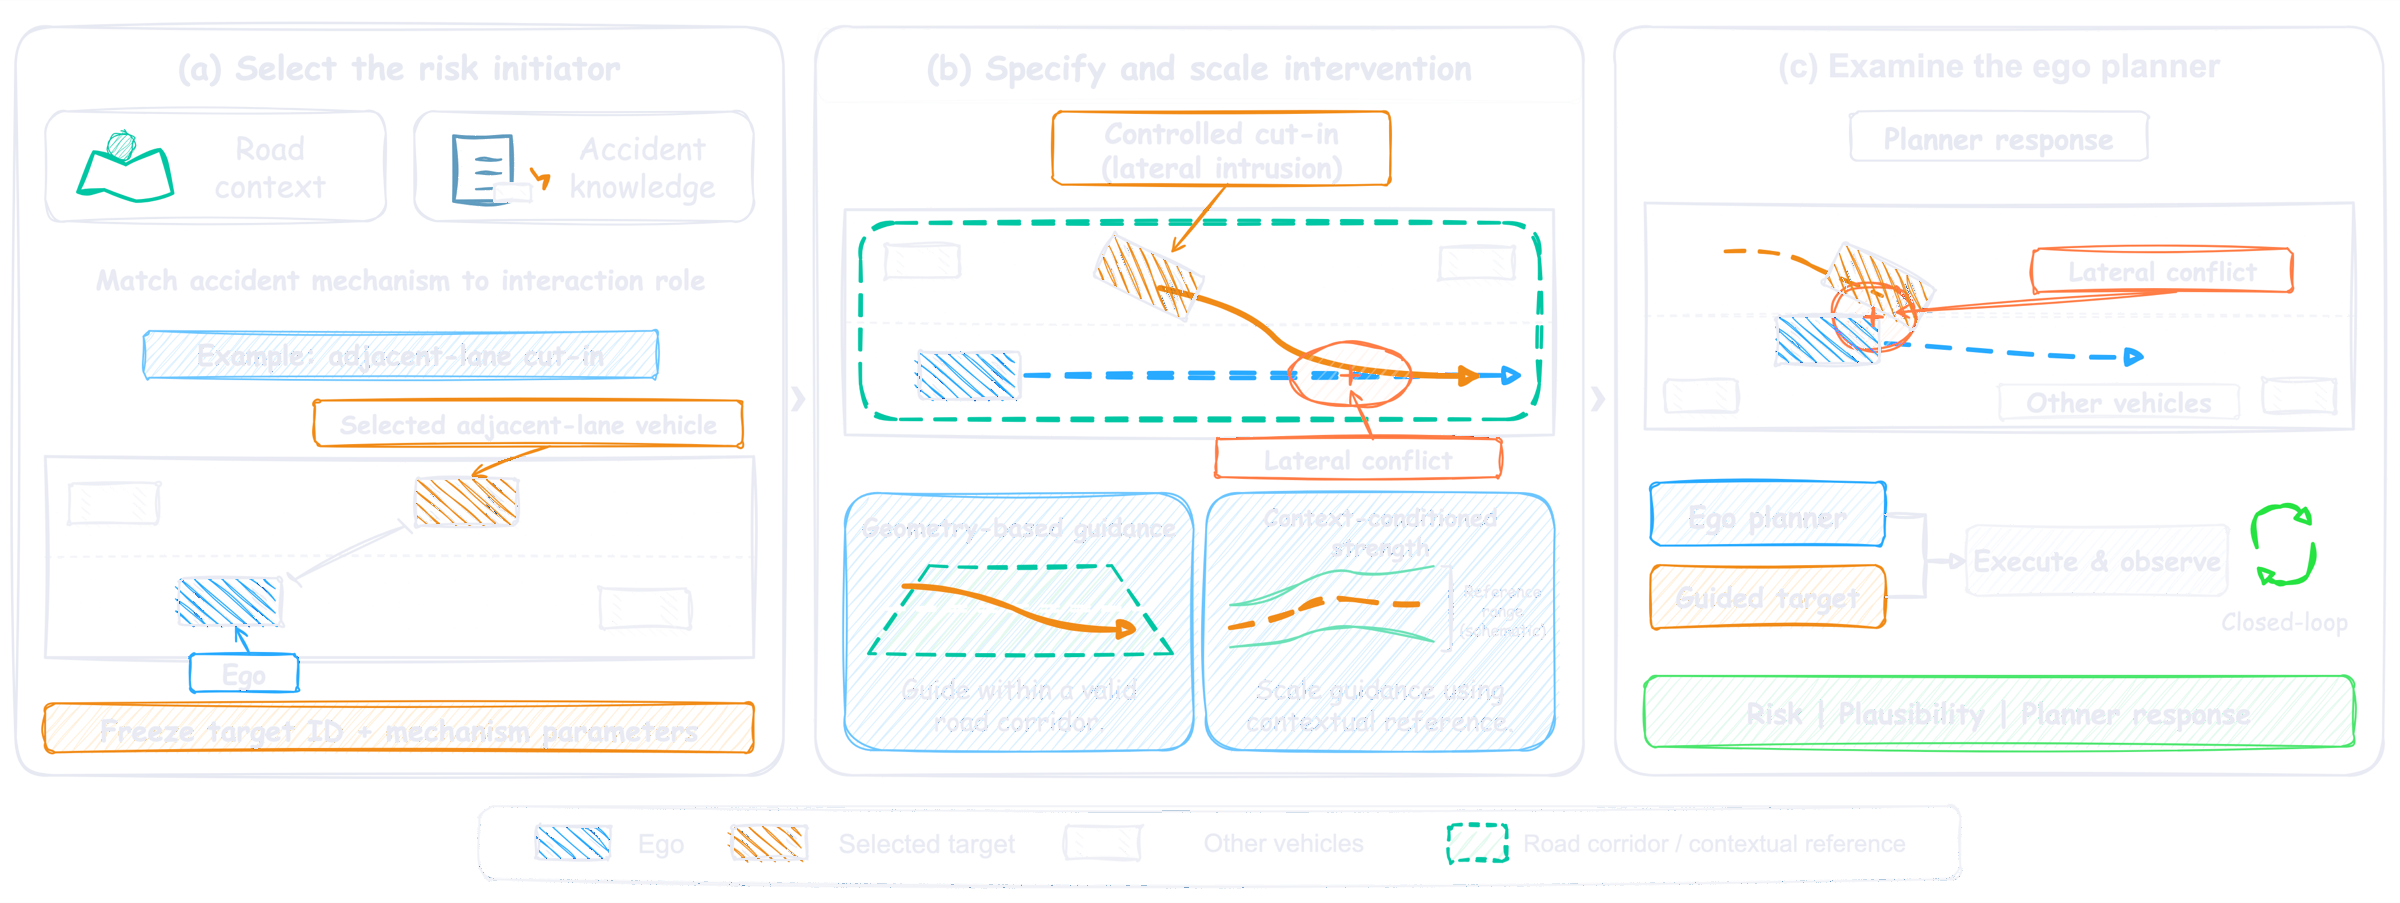 (a) Select the risk initiator
Road
context
Accident
knowledge
Match accident mechanism to interaction role
Example: adjacent-lane cut-in
Selected adjacent-lane vehicle
Ego
Freeze target ID + mechanism parameters
(b) Specify and scale intervention
Controlled cut-in
(lateral intrusion)
Lateral conflict
Geometry-based guidance
Guide within a valid
road corridor.
Context-conditioned
strength
Reference
range
(schematic)
Scale guidance using
contextual reference.
(c) Examine the ego planner
Planner response
Lateral conflict
Other vehicles
Ego planner
Guided target
Execute & observe
Closed-loop
Risk | Plausibility | Planner response
Ego
Selected target
Other vehicles
Road corridor / contextual reference